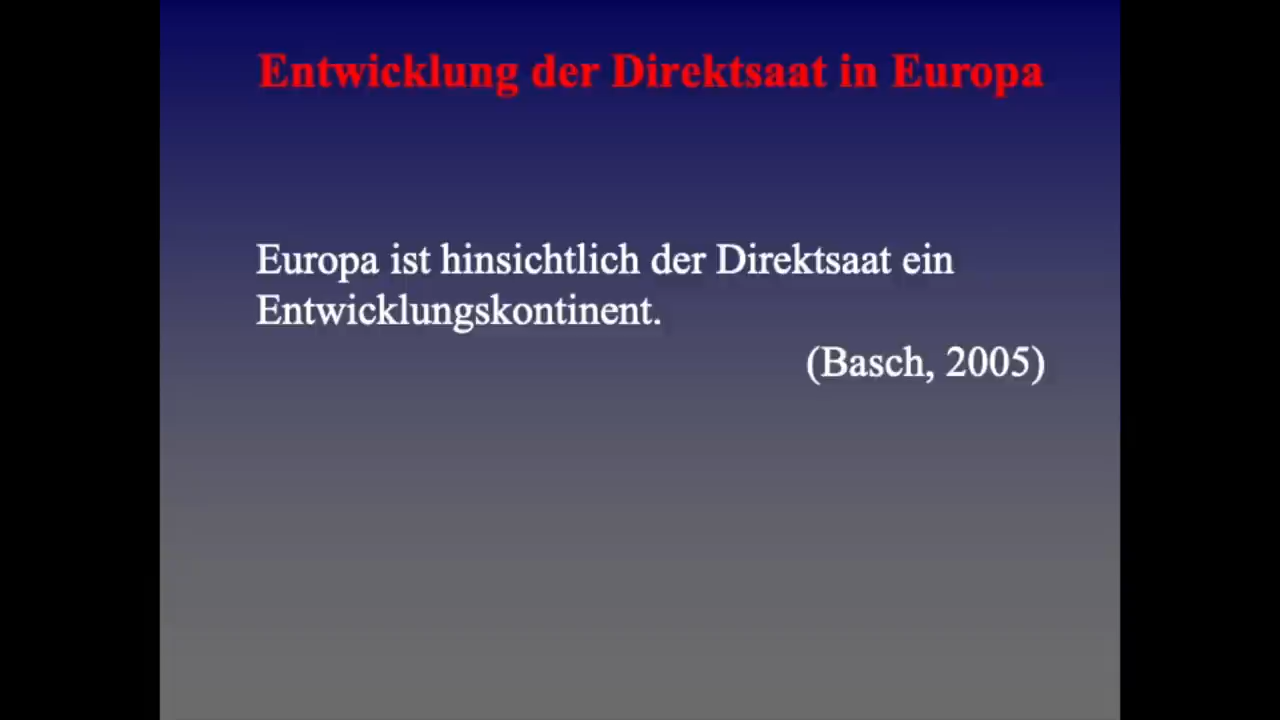 Entwicklung der Direktsaat in Europa
Europa ist hinsichtlich der Direktsaat ein
Entwicklungskontinent.
(Basch, 2005)